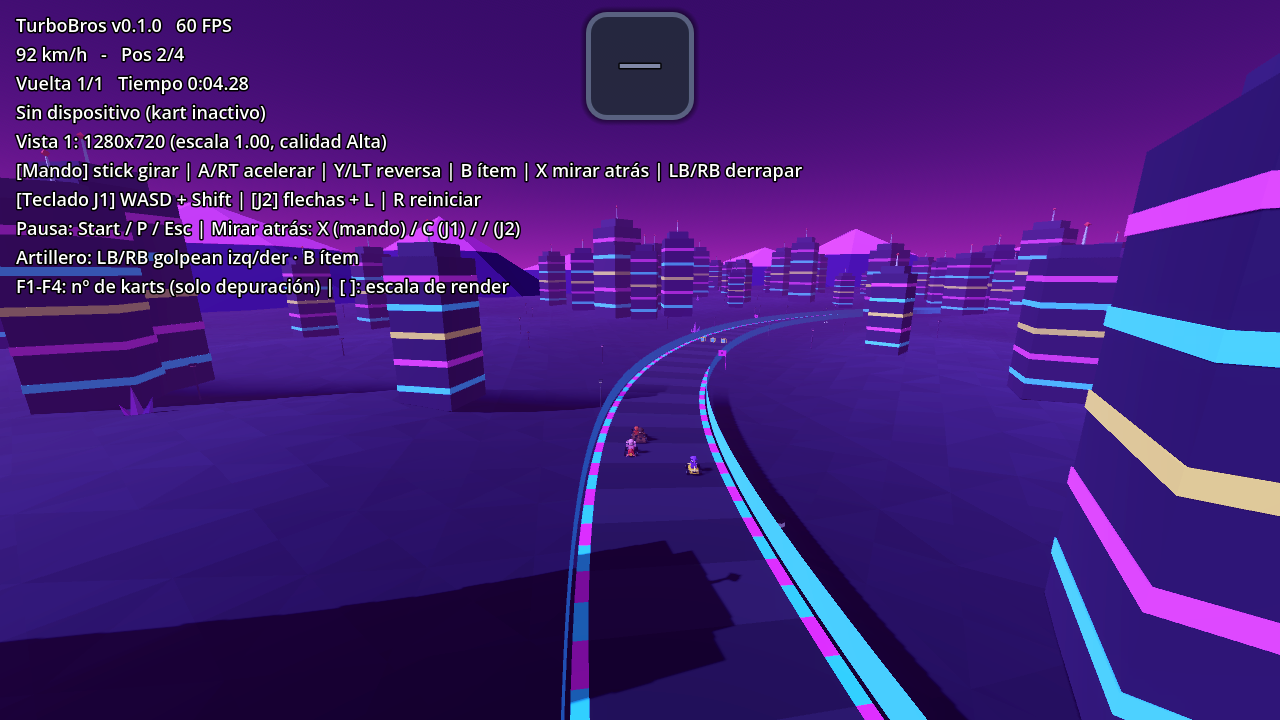 TurboBros v0.1.0   60 FPS
92 km/h   -   Pos 2/4
Vuelta 1/1   Tiempo 0:04.28
Sin dispositivo (kart inactivo)
Vista 1: 1280x720 (escala 1.00, calidad Alta)
[Mando] stick girar | A/RT acelerar | Y/LT reversa | B ítem | X mirar atrás | LB/RB derrapar
[Teclado J1] WASD + Shift | [J2] flechas + L | R reiniciar
Pausa: Start / P / Esc | Mirar atrás: X (mando) / C (J1) / / (J2)
Artillero: LB/RB golpean izq/der · B ítem
F1-F4: nº de karts (solo depuración) | [ ]: escala de render